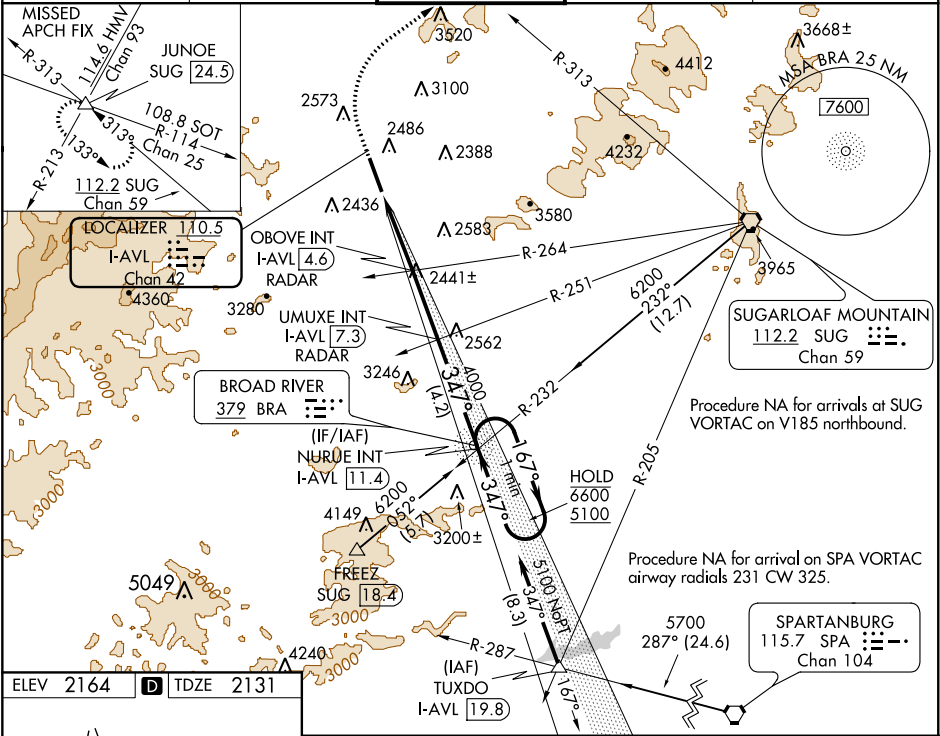 MISSED
APCH FIX
114.6 HMV
Chan 93
R-313
JUNOE
SUG 24.5
108.8 SOT
R-114
Chan 25
313°
133°
R-213
112.2 SUG
Chan 59
3520
R-313
4412
3668±
MSA BRA 25 NM
7600
3100
2573
2486
2388
4232
2436
3580
2583
LOCALIZER 110.5
I-AVL
Chan 42
4360
OBOVE INT
I-AVL 4.6
RADAR
2441±
R-264
3965
3280
R-251
6200
232°
(12.7)
UMUXE INT
I-AVL 7.3
RADAR
2562
SUGARLOAF MOUNTAIN
112.2 SUG
Chan 59
3000
3246
4000
347°
(4.2)
R-232
BROAD RIVER
379 BRA
Procedure NA for arrivals at SUG
VORTAC on V185 northbound.
(IF/IAF)
NURUE INT
I-AVL 11.4
167°
1 min
347°
HOLD
6600
5100
R-205
3000
6200
052°
(5.7)
4149
3200±
FREEZ
SUG 18.4
3000
Procedure NA for arrival on SPA VORTAC
airway radials 231 CW 325.
5049
3000
5100 NoPT
347°
(8.3)
5700
287° (24.6)
SPARTANBURG
115.7 SPA
Chan 104
R-287
4240
3000
(IAF)
TUXDO
I-AVL 19.8
167°
ELEV 2164 D TDZE 2131